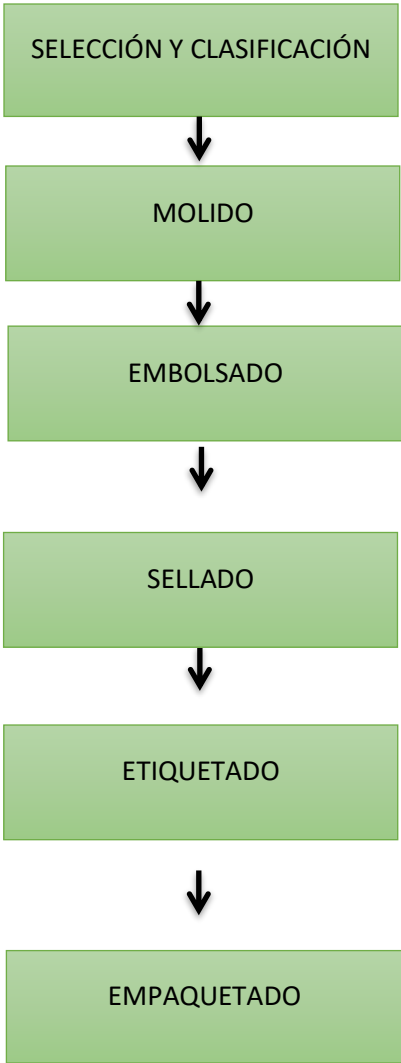 SELECCIÓN Y CLASIFICACIÓN
MOLIDO
EMBOLSADO
SELLADO
ETIQUETADO
EMPAQUETADO